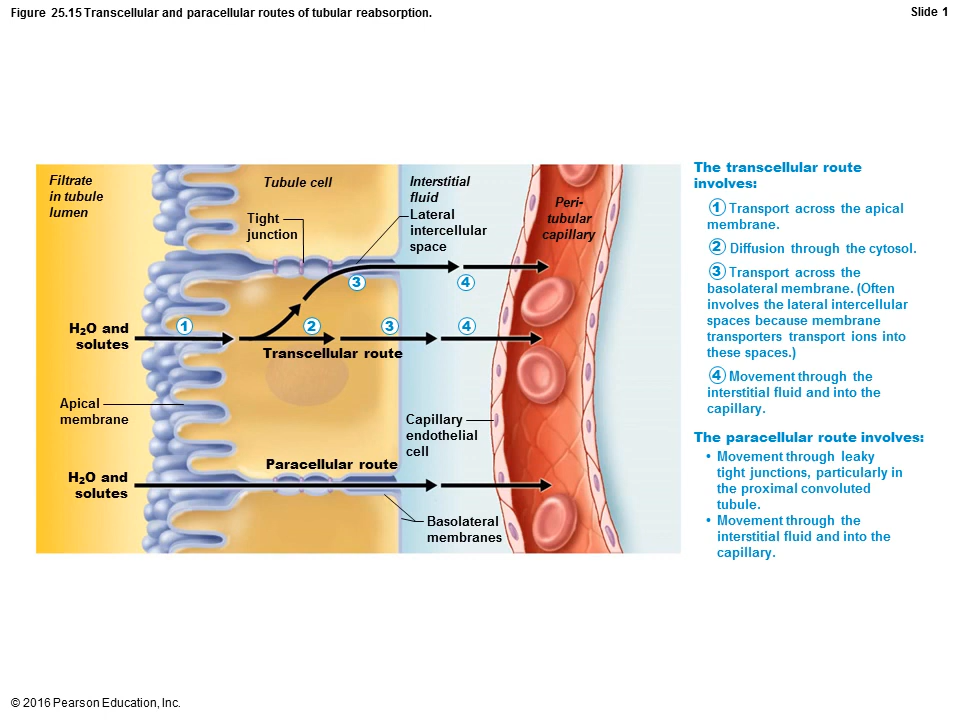 Figure 25.15 Transcellular and paracellular routes of tubular reabsorption.
Slide 1
Filtrate
in tubule
lumen
Tubule cell
Interstitial
fluid
Peri-
tubular
capillary
Tight
junction
Lateral
intercellular
space
3
4
H2O and
solutes
1
2
3
4
Transcellular route
Apical
membrane
Capillary
endothelial
cell
Paracellular route
H2O and
solutes
Basolateral
membranes
The transcellular route
involves:
1 Transport across the apical
membrane.
2 Diffusion through the cytosol.
3 Transport across the
basolateral membrane. (Often
involves the lateral intercellular
spaces because membrane
transporters transport ions into
these spaces.)
4 Movement through the
interstitial fluid and into the
capillary.
The paracellular route involves:
• Movement through leaky
tight junctions, particularly in
the proximal convoluted
tubule.
• Movement through the
interstitial fluid and into the
capillary.
© 2016 Pearson Education, Inc.